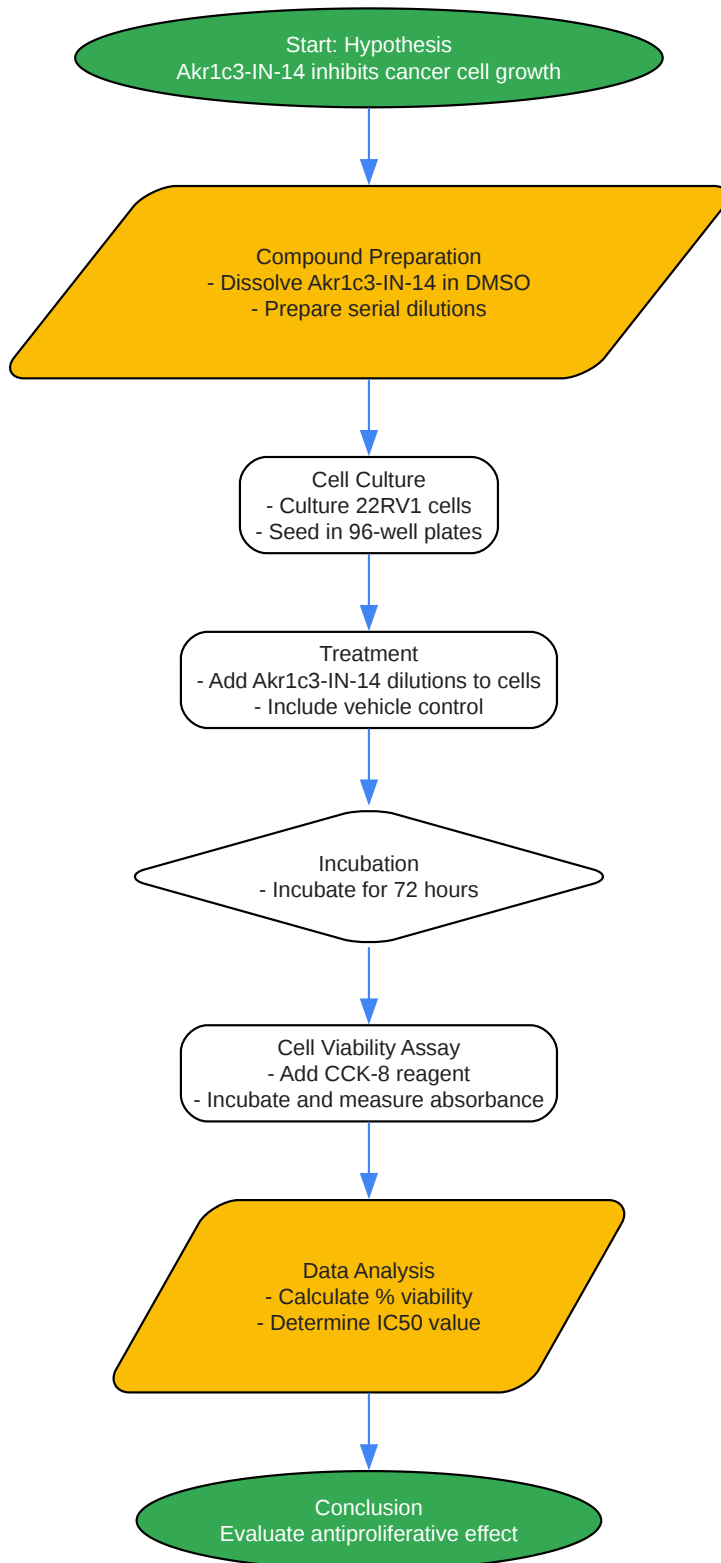 Start: Hypothesis
Akr1c3-IN-14 inhibits cancer cell growth
Compound Preparation
- Dissolve Akr1c3-IN-14 in DMSO
- Prepare serial dilutions
Cell Culture
- Culture 22RV1 cells
- Seed in 96-well plates
Treatment
- Add Akr1c3-IN-14 dilutions to cells
- Include vehicle control
Incubation
- Incubate for 72 hours
Cell Viability Assay
- Add CCK-8 reagent
- Incubate and measure absorbance
Data Analysis
- Calculate % viability
- Determine IC50 value
Conclusion
Evaluate antiproliferative effect